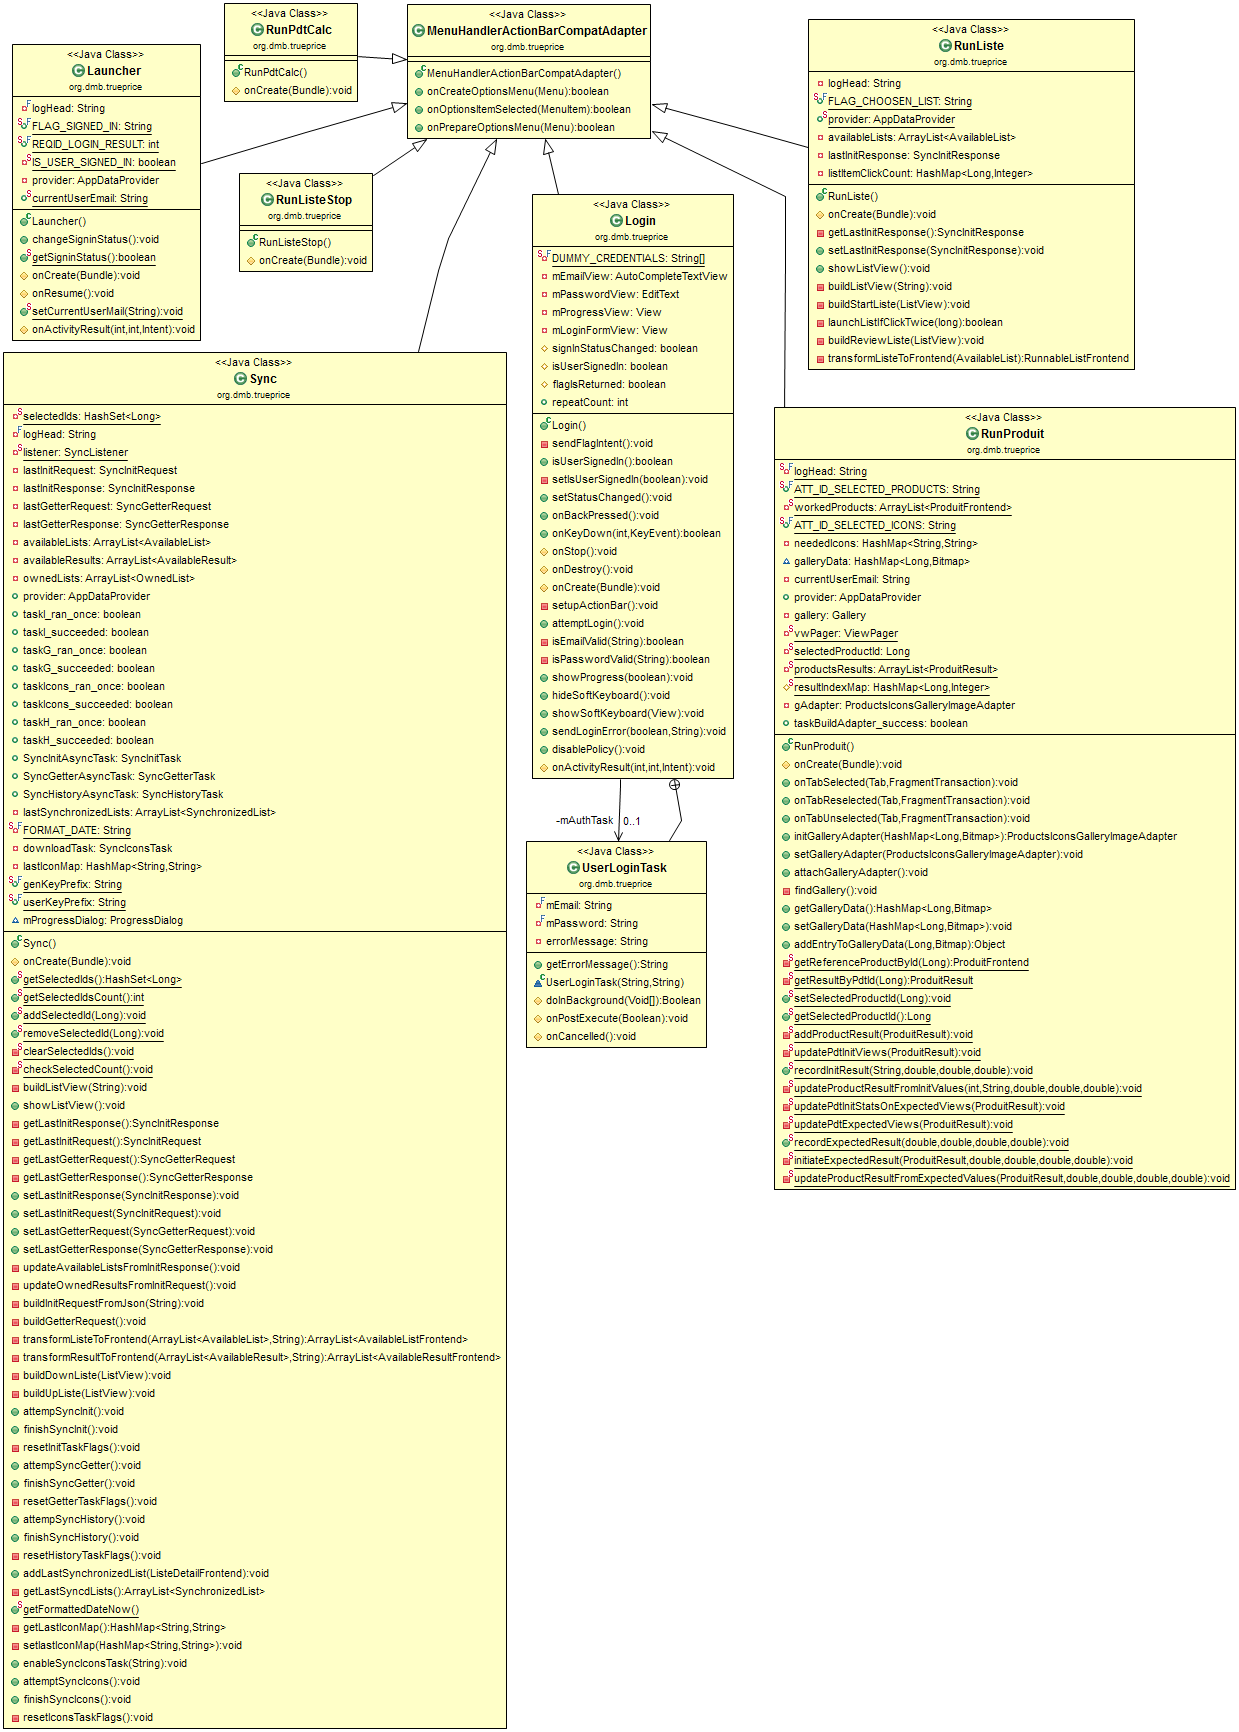 <<Java Class>>
RunPdtCalc
org.dmb.trueprice
RunPdtCalc()
onCreate(Bundle):void
<<Java Class>>
MenuHandlerActionBarCompatAdapter
org.dmb.trueprice
MenuHandlerActionBarCompatAdapter()
onCreateOptionsMenu(Menu):boolean
onOptionsItemSelected(MenuItem):boolean
onPrepareOptionsMenu(Menu):boolean
<<Java Class>>
RunListe
org.dmb.trueprice
logHead: String
FLAG_CHOOSEN_LIST: String
provider: AppDataProvider
availableLists: ArrayList<AvailableList>
lastInitResponse: SyncInitResponse
listItemClickCount: HashMap<Long,Integer>
RunListe()
onCreate(Bundle):void
getLastInitResponse():SyncInitResponse
setLastInitResponse(SyncInitResponse):void
showListView():void
buildListView(String):void
buildStartListe(ListView):void
launchListIfClickTwice(long):boolean
buildReviewListe(ListView):void
transformListeToFrontend(AvailableList):RunnableListFrontend
<<Java Class>>
Launcher
org.dmb.trueprice
logHead: String
FLAG_SIGNED_IN: String
REQID_LOGIN_RESULT: int
IS_USER_SIGNED_IN: boolean
provider: AppDataProvider
currentUserEmail: String
Launcher()
changeSigninStatus():void
getSigninStatus():boolean
onCreate(Bundle):void
onResume():void
setCurrentUserMail(String):void
onActivityResult(int,int,Intent):void
<<Java Class>>
RunListeStop
org.dmb.trueprice
RunListeStop()
onCreate(Bundle):void
<<Java Class>>
Login
org.dmb.trueprice
DUMMY_CREDENTIALS: String[]
mEmailView: AutoCompleteTextView
mPasswordView: EditText
mProgressView: View
mLoginFormView: View
signInStatusChanged: boolean
isUserSignedIn: boolean
flagIsReturned: boolean
repeatCount: int
Login()
sendFlagIntent():void
isUserSignedIn():boolean
setIsUserSignedIn(boolean):void
setStatusChanged():void
onBackPressed():void
onKeyDown(int,KeyEvent):boolean
onStop():void
onDestroy():void
onCreate(Bundle):void
setupActionBar():void
attemptLogin():void
isEmailValid(String):boolean
isPasswordValid(String):boolean
showProgress(boolean):void
hideSoftKeyboard():void
showSoftKeyboard(View):void
sendLoginError(boolean,String):void
disablePolicy():void
onActivityResult(int,int,Intent):void
-mAuthTask
0..1
<<Java Class>>
UserLoginTask
org.dmb.trueprice
mEmail: String
mPassword: String
errorMessage: String
getErrorMessage():String
UserLoginTask(String,String)
doInBackground(Void[]):Boolean
onPostExecute(Boolean):void
onCancelled():void
<<Java Class>>
Sync
org.dmb.trueprice
selectedIds: HashSet<Long>
logHead: String
listener: SyncListener
lastInitRequest: SyncInitRequest
lastInitResponse: SyncInitResponse
lastGetterRequest: SyncGetterRequest
lastGetterResponse: SyncGetterResponse
availableLists: ArrayList<AvailableList>
availableResults: ArrayList<AvailableResult>
ownedLists: ArrayList<OwnedList>
provider: AppDataProvider
taskI_ran_once: boolean
taskI_succeeded: boolean
taskG_ran_once: boolean
taskG_succeeded: boolean
taskIcons_ran_once: boolean
taskIcons_succeeded: boolean
taskH_ran_once: boolean
taskH_succeeded: boolean
SyncInitAsyncTask: SyncInitTask
SyncGetterAsyncTask: SyncGetterTask
SyncHistoryAsyncTask: SyncHistoryTask
lastSynchronizedLists: ArrayList<SynchronizedList>
FORMAT_DATE: String
downloadTask: SyncIconsTask
lastIconMap: HashMap<String,String>
genKeyPrefix: String
userKeyPrefix: String
mProgressDialog: ProgressDialog
Sync()
onCreate(Bundle):void
getSelectedIds():HashSet<Long>
getSelectedIdsCount():int
addSelectedId(Long):void
removeSelectedId(Long):void
clearSelectedIds():void
checkSelectedCount():void
buildListView(String):void
showListView():void
getLastInitResponse():SyncInitResponse
getLastInitRequest():SyncInitRequest
getLastGetterRequest():SyncGetterRequest
getLastGetterResponse():SyncGetterResponse
setLastInitResponse(SyncInitResponse):void
setLastInitRequest(SyncInitRequest):void
setLastGetterRequest(SyncGetterRequest):void
setLastGetterResponse(SyncGetterResponse):void
updateAvailableListsFromInitResponse():void
updateOwnedResultsFromInitRequest():void
buildInitRequestFromJson(String):void
buildGetterRequest():void
transformListeToFrontend(ArrayList<AvailableList>,String):ArrayList<AvailableListFrontend>
transformResultToFrontend(ArrayList<AvailableResult>,String):ArrayList<AvailableResultFrontend>
buildDownListe(ListView):void
buildUpListe(ListView):void
attempSyncInit():void
finishSyncInit():void
resetInitTaskFlags():void
attempSyncGetter():void
finishSyncGetter():void
resetGetterTaskFlags():void
attempSyncHistory():void
finishSyncHistory():void
resetHistoryTaskFlags():void
addLastSynchronizedList(ListeDetailFrontend):void
getLastSyncdLists():ArrayList<SynchronizedList>
getFormattedDateNow()
getLastIconMap():HashMap<String,String>
setlastIconMap(HashMap<String,String>):void
enableSyncIconsTask(String):void
attemptSyncIcons():void
finishSyncIcons():void
resetIconsTaskFlags():void
<<Java Class>>
RunProduit
org.dmb.trueprice
logHead: String
ATT_ID_SELECTED_PRODUCTS: String
workedProducts: ArrayList<ProduitFrontend>
ATT_ID_SELECTED_ICONS: String
neededIcons: HashMap<String,String>
galleryData: HashMap<Long,Bitmap>
currentUserEmail: String
provider: AppDataProvider
gallery: Gallery
vwPager: ViewPager
selectedProductId: Long
productsResults: ArrayList<ProduitResult>
resultIndexMap: HashMap<Long,Integer>
gAdapter: ProductsIconsGalleryImageAdapter
taskBuildAdapter_success: boolean
RunProduit()
onCreate(Bundle):void
onTabSelected(Tab,FragmentTransaction):void
onTabReselected(Tab,FragmentTransaction):void
onTabUnselected(Tab,FragmentTransaction):void
initGalleryAdapter(HashMap<Long,Bitmap>):ProductsIconsGalleryImageAdapter
setGalleryAdapter(ProductsIconsGalleryImageAdapter):void
attachGalleryAdapter():void
findGallery():void
getGalleryData():HashMap<Long,Bitmap>
setGalleryData(HashMap<Long,Bitmap>):void
addEntryToGalleryData(Long,Bitmap):Object
getReferenceProductById(Long):ProduitFrontend
getResultByPdtId(Long):ProduitResult
setSelectedProductId(Long):void
getSelectedProductId():Long
addProductResult(ProduitResult):void
updatePdtInitViews(ProduitResult):void
recordInitResult(String,double,double,double):void
updateProductResultFromInitValues(int,String,double,double,double):void
updatePdtInitStatsOnExpectedViews(ProduitResult):void
updatePdtExpectedViews(ProduitResult):void
recordExpectedResult(double,double,double,double):void
initiateExpectedResult(ProduitResult,double,double,double,double):void
updateProductResultFromExpectedValues(ProduitResult,double,double,double,double):void